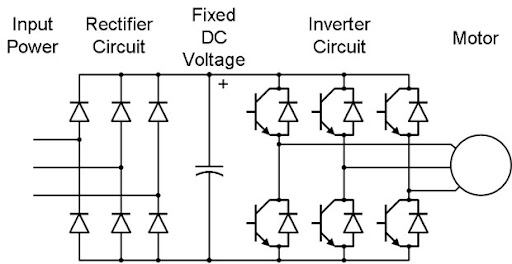 Input
Power
Rectifier
Circuit
Fixed
DC
Voltage
+
Inverter
Circuit
Motor